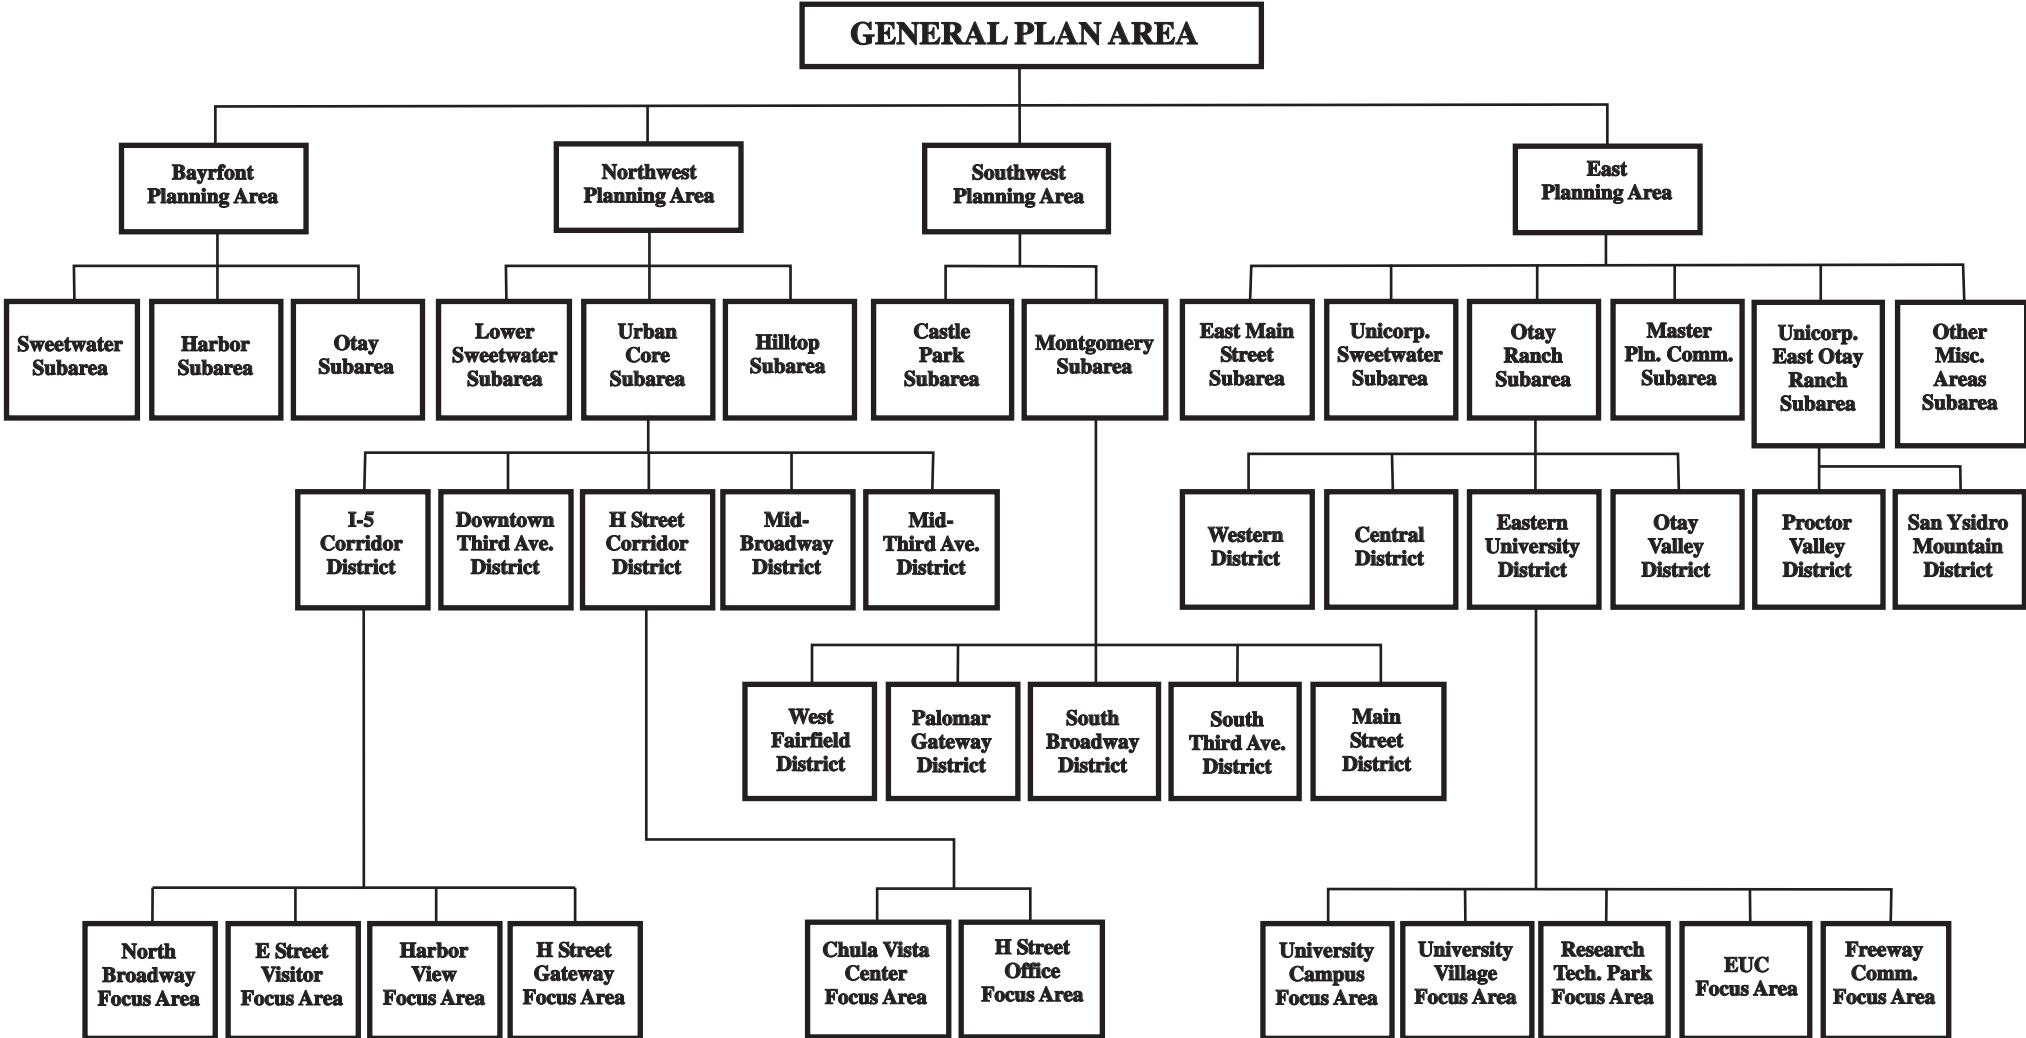 GENERAL PLAN AREA
Bayrfont
Planning Area
Northwest
Planning Area
Southwest
Planning Area
East
Planning Area
Sweetwater
Subarea
Harbor
Subarea
Otay
Subarea
Lower
Sweetwater
Subarea
Urban
Core
Subarea
Hilltop
Subarea
Castle
Park
Subarea
Montgomery
Subarea
East Main
Street
Subarea
Unicorp.
Sweetwater
Subarea
Otay
Ranch
Subarea
Master
Pln. Comm.
Subarea
Unicorp.
East Otay
Ranch
Subarea
Other
Misc.
Areas
Subarea
I-5
Corridor
District
Downtown
Third Ave.
District
H Street
Corridor
District
Mid-
Broadway
District
Mid-
Third Ave.
District
Western
District
Central
District
Eastern
University
District
Otay
Valley
District
Proctor
Valley
District
San Ysidro
Mountain
District
West
Fairfield
District
Palomar
Gateway
District
South
Broadway
District
South
Third Ave.
District
Main
Street
District
North
Broadway
Focus Area
E Street
Visitor
Focus Area
Harbor
View
Focus Area
H Street
Gateway
Focus Area
Chula Vista
Center
Focus Area
H Street
Office
Focus Area
University
Campus
Focus Area
University
Village
Focus Area
Research
Tech. Park
Focus Area
EUC
Focus Area
Freeway
Comm.
Focus Area